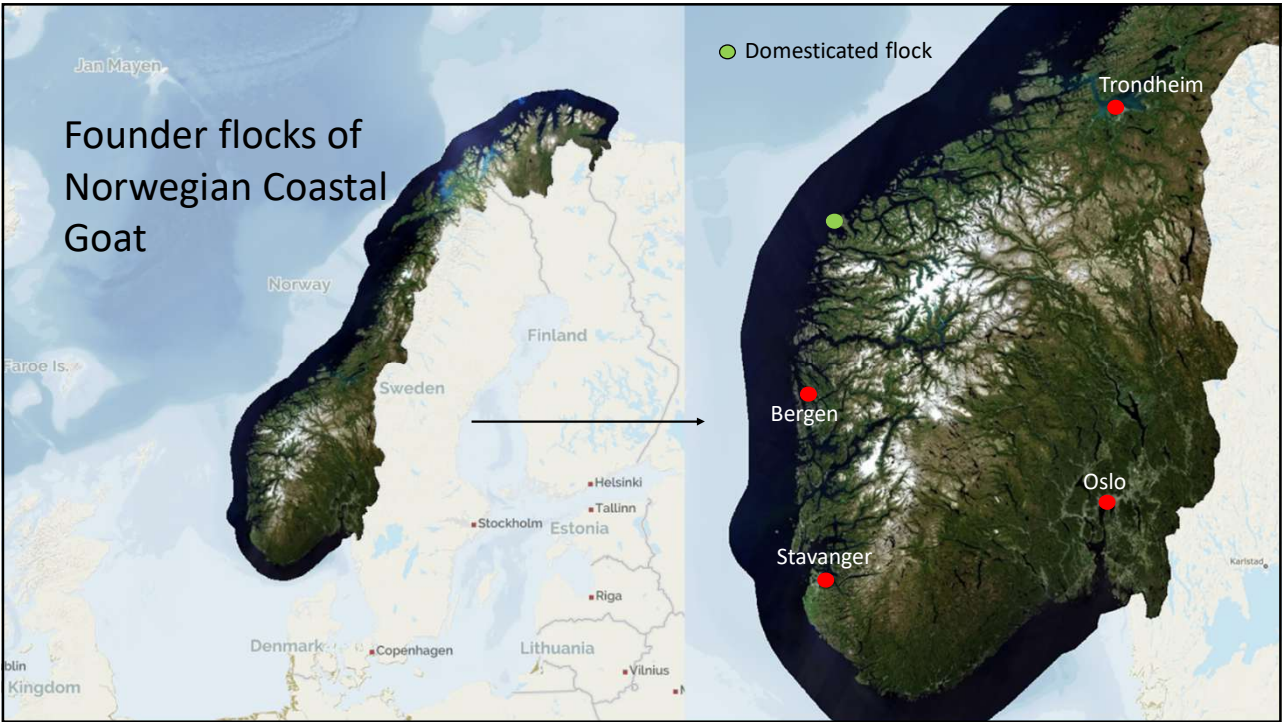 Jan Mayen
Founder flocks of
Norwegian Coastal
Goat
Norway
Finland
Faroe Is.
Sweden
Helsinki
Tallinn
Stockholm
Estonia
Riga
Denmark
Copenhagen
Lithuania
Vilnius
blin
Kingdom
M
Domesticated flock
Trondheim
Bergen
Oslo
Stavanger
Karlstad